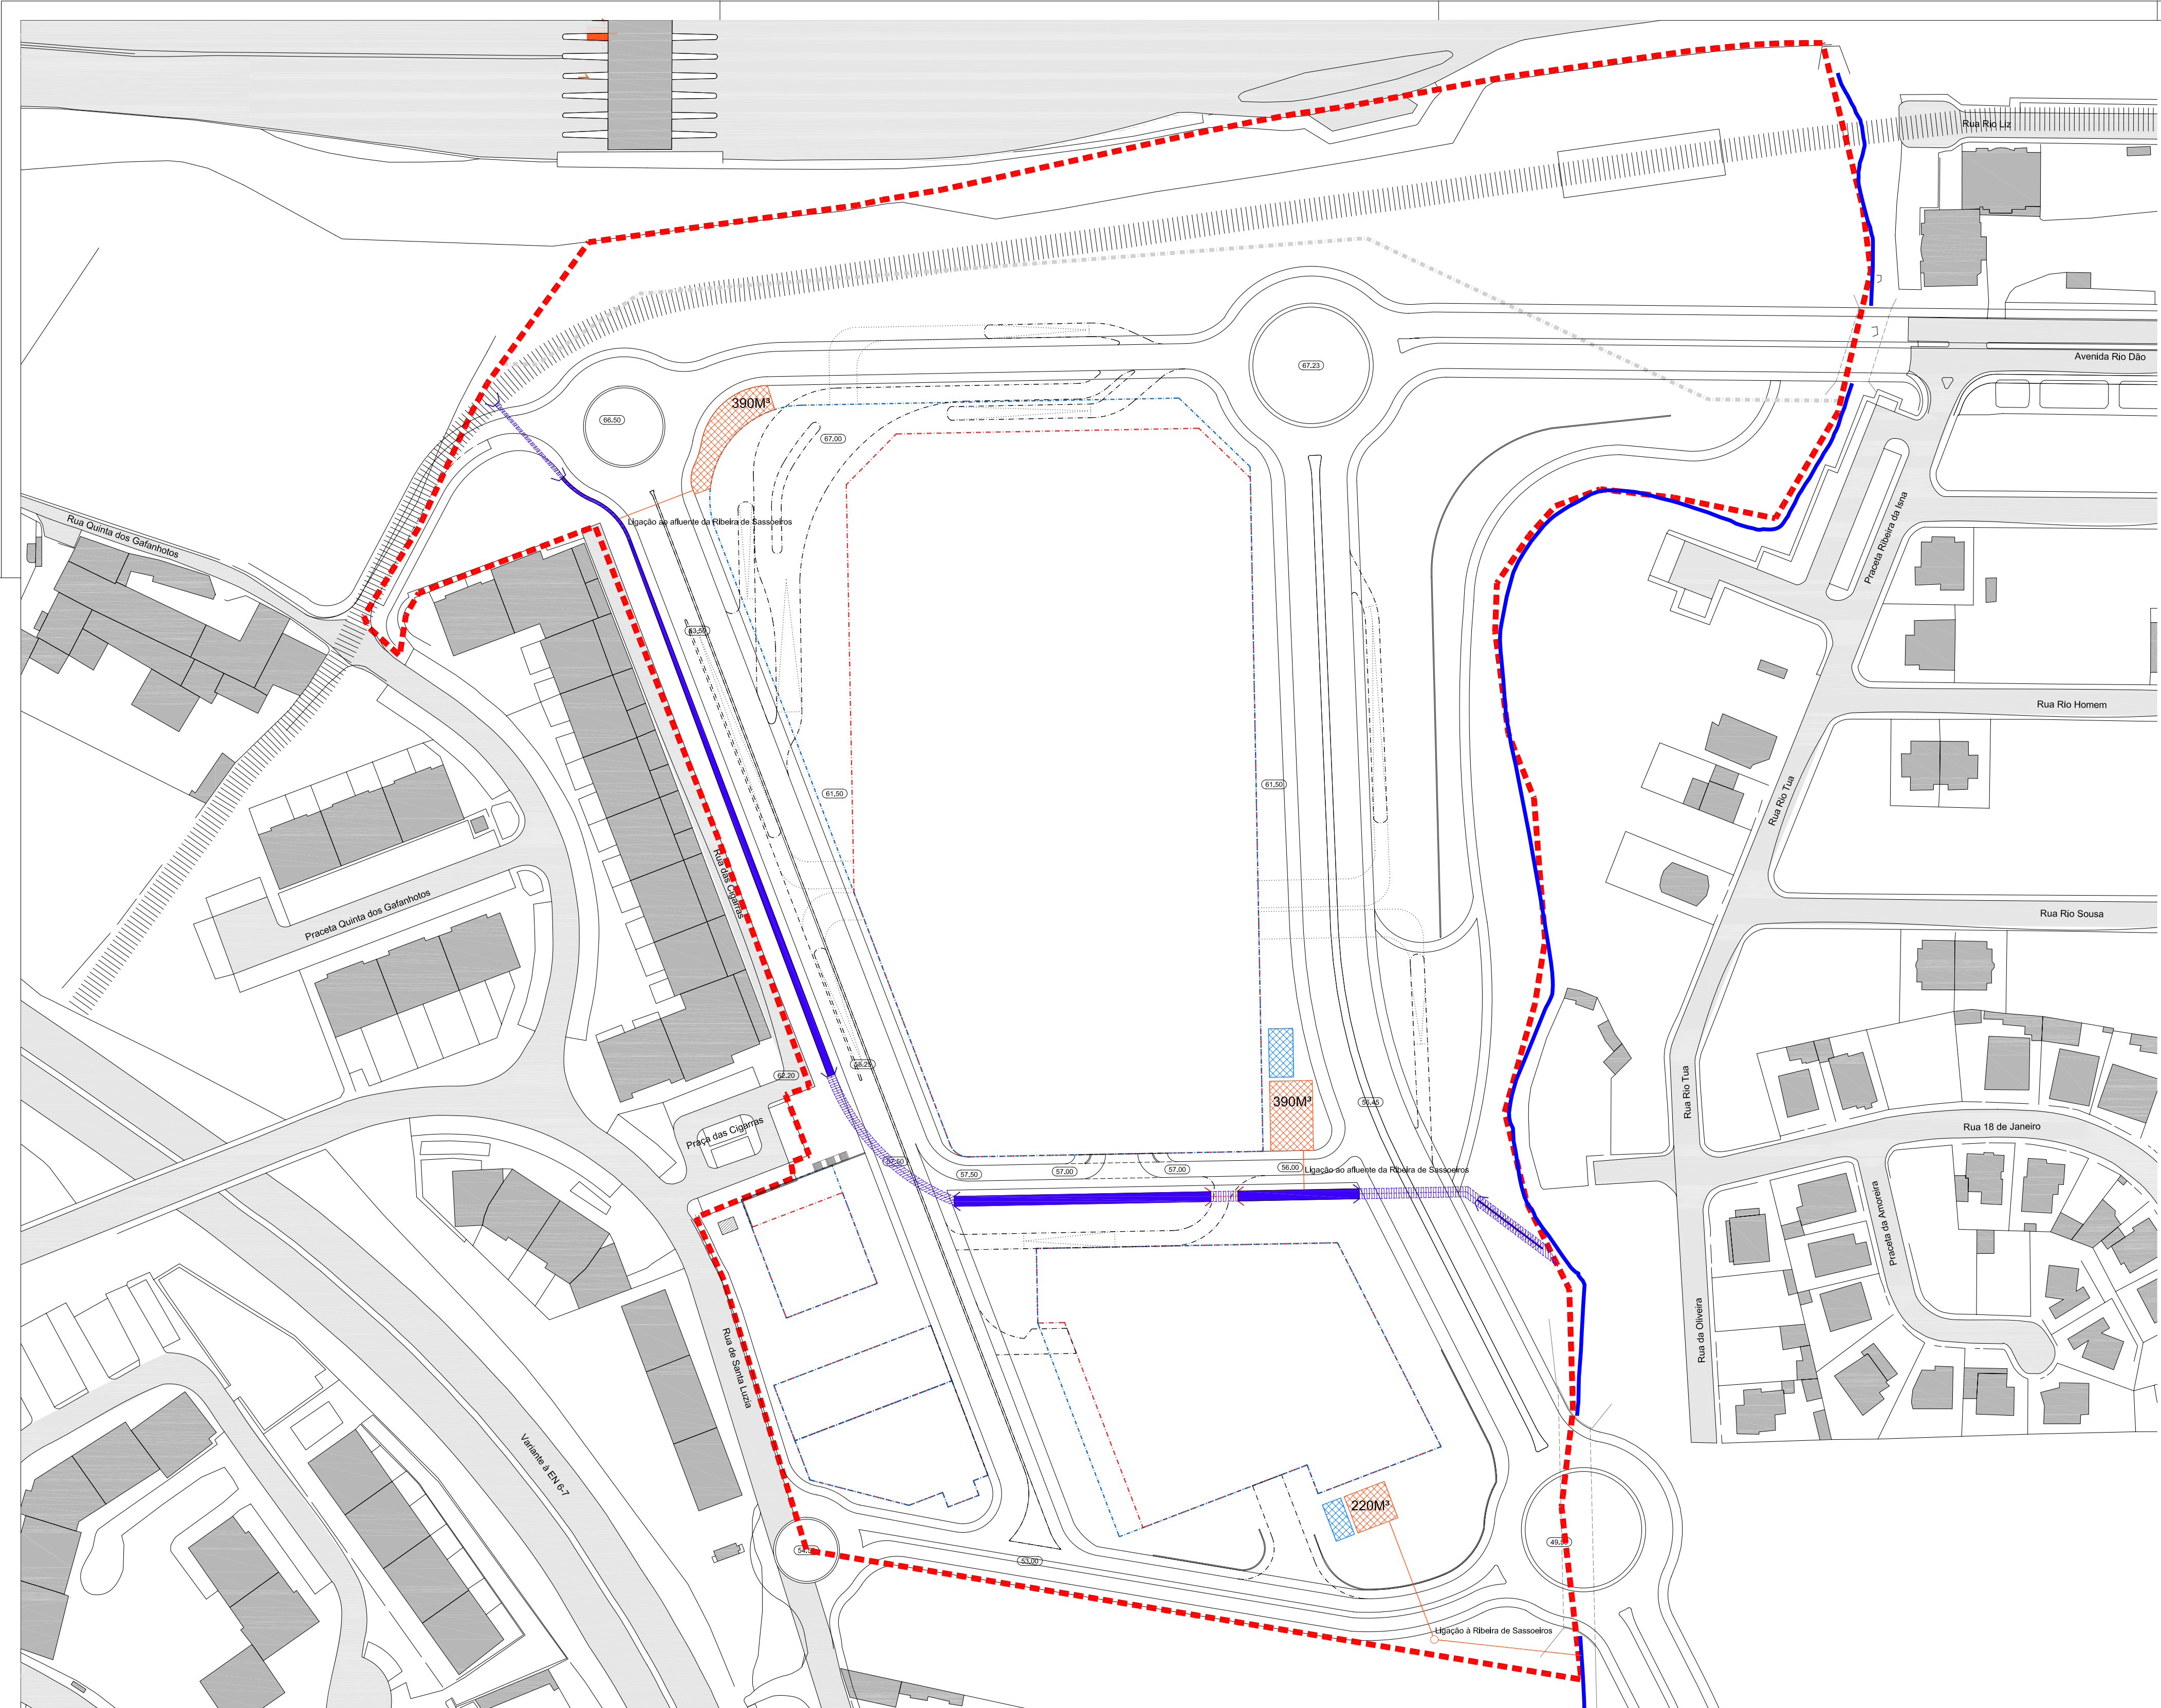 Rua Rio Liz
Avenida Rio Dão
67.23
66.50
390M³
67,00
Ligação ao afluente da Ribeira de Sassoeiros
Rua Quinta dos Gafanhotos
Praceta Ribeira da Isna
63,50
Rua Rio Homem
61,50
61,50
Rua Rio Tua
Rua das Cigarras
Praceta Quinta dos Gafanhotos
Rua Rio Sousa
62.20
390M³
Rua Rio Tua
Praça das Cigarras
Rua 18 de Janeiro
57,50
57,00
57,00
56,00
Ligação ao afluente da Ribeira de Sassoeiros
Praceta da Amoreira
Rua da Oliveira
Rua de Santa Luzia
Variante à EN 6-7
220M³
53,00
Ligação à Ribeira de Sassoeiros